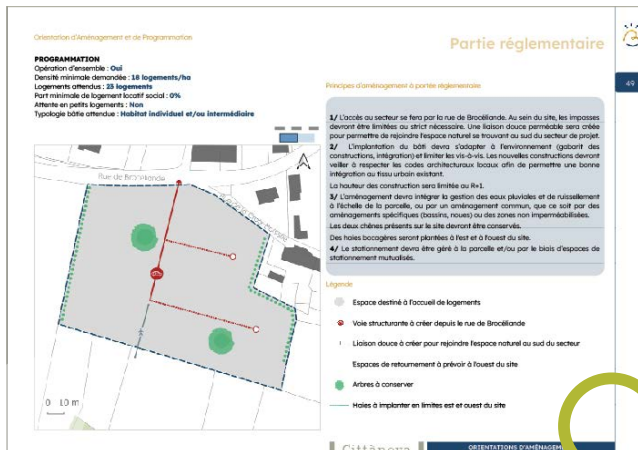 Orientation d'Aménagement et de Programmation
Partie réglementaire
49
PROGRAMMATION
Opération d'ensemble : Oui
Densité minimale demandée : 18 logements/ha
Logements attendus : 23 logements
Part minimale de logement locatif social : 0%
Attente en petits logements : Non
Typologie bâtie attendue : Habitat individuel et/ou intermédiaire
Rue de Brocéliande
0 10 m
Principes d'aménagement à portée réglementaire
1/ L'accès au secteur se fera par la rue de Brocéliande. Au sein du site, les impasses
devront être limitées au strict nécessaire. Une liaison douce perméable sera créée
pour permettre de rejoindre l'espace naturel se trouvant au sud du secteur de projet.
2/ L'implantation du bâti devra s'adapter à l'environnement (gabarit des
constructions, intégration) et limiter les vis-à-vis. Les nouvelles constructions devront
veiller à respecter les codes architecturaux locaux afin de permettre une bonne
intégration au tissu urbain existant.
La hauteur des construction sera limitée au R+1.
3/ L'aménagement devra intégrer la gestion des eaux pluviales et de ruissellement
à l'échelle de la parcelle, ou par un aménagement commun, que ce soit par des
aménagements spécifiques (bassins, noues) ou des zones non imperméabilisées.
Les deux chênes présents sur le site devront être conservés.
Des haies bocagères seront plantées à l'est et à l'ouest du site.
4/ Le stationnement devra être géré à la parcelle et/ou par le biais d'espaces de
stationnement mutualisés.
Légende
Espace destiné à l'accueil de logements
Voie structurante à créer depuis le rue de Brocéliande
Liaison douce à créer pour rejoindre l'espace naturel au sud du secteur
Espaces de retournement à prévoir à l'ouest du site
Arbres à conserver
Haies à implanter en limites est et ouest du site
Cittànova
ORIENTATIONS D'AMÉNAGEM